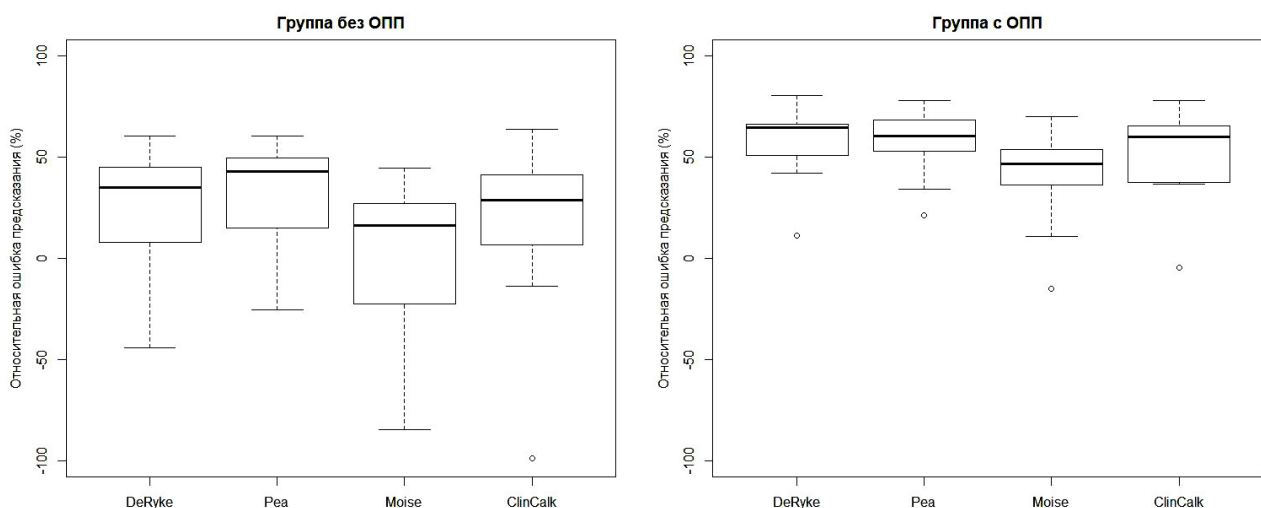 Группа без ОПП
Относительная ошибка предсказания (%)
100
50
0
-50
-100
DeRyke Pea Moise ClinCalk
Группа с ОПП
Относительная ошибка предсказания (%)
100
50
0
-50
-100
DeRyke Pea Moise ClinCalk